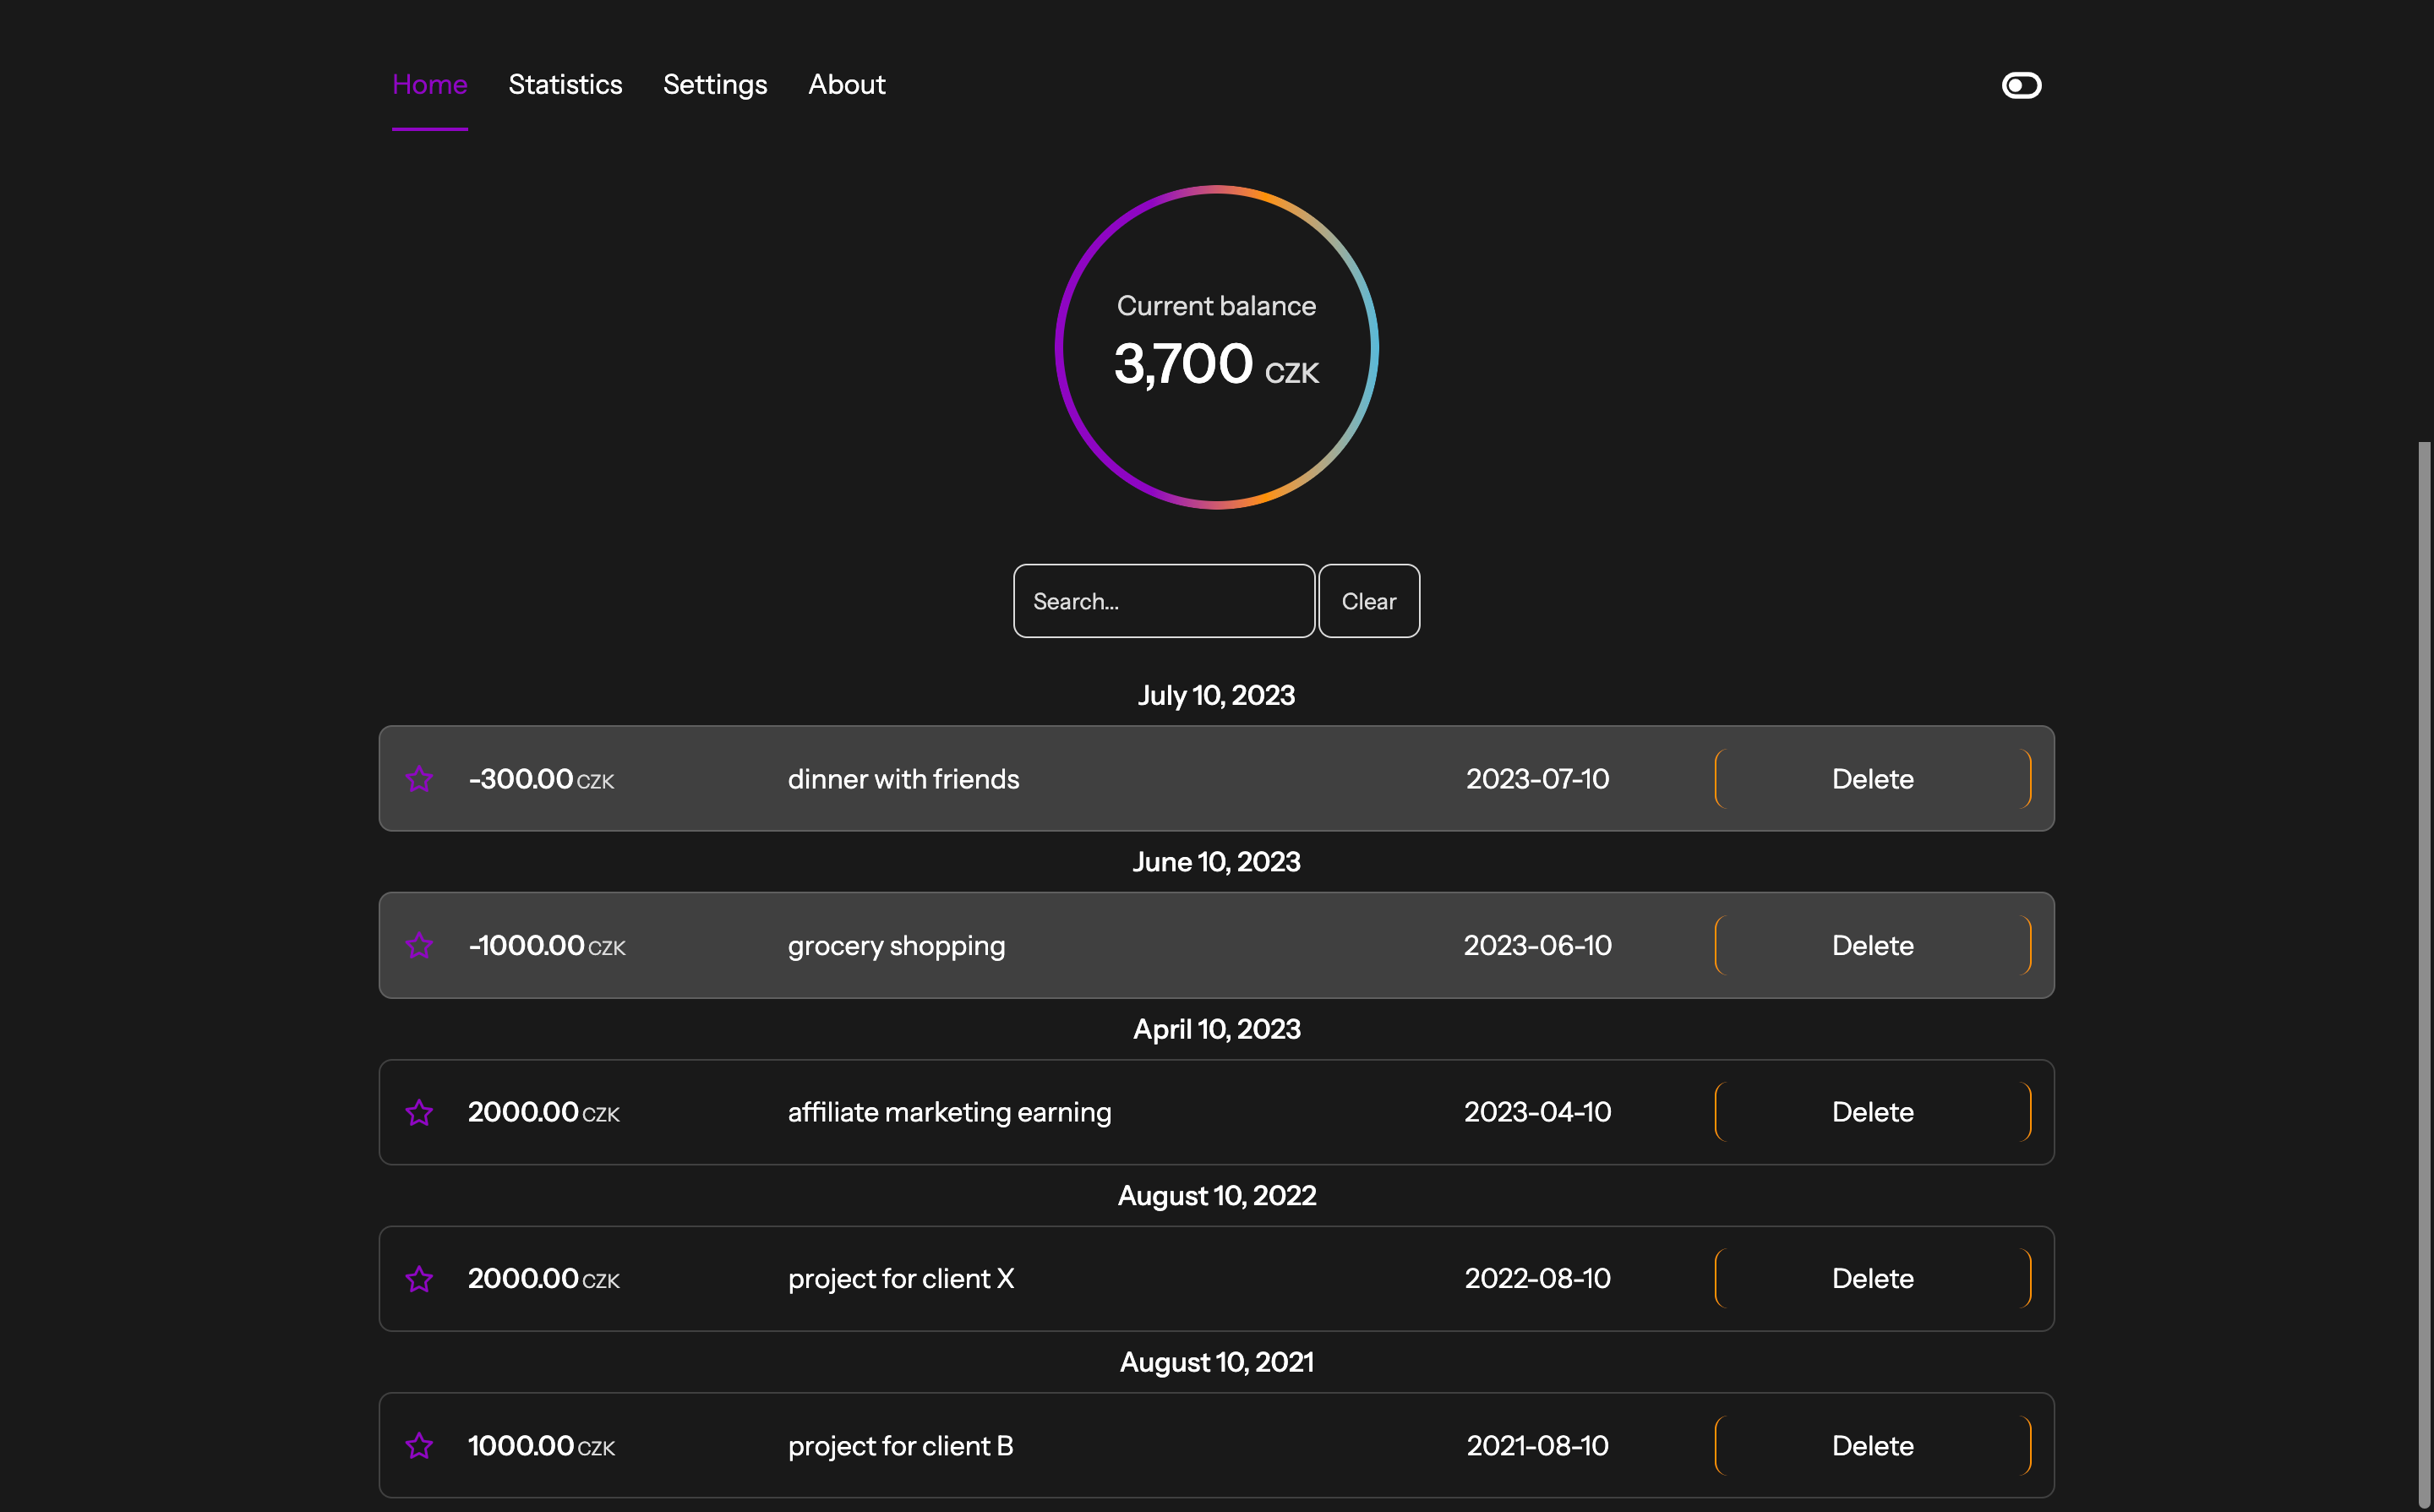 Home Statistics Settings About
Current balance
3,700 CZK
Search... Clear
July 10, 2023
-300.00 CZK dinner with friends 2023-07-10 Delete
June 10, 2023
-1000.00 CZK grocery shopping 2023-06-10 Delete
April 10, 2023
2000.00 CZK affiliate marketing earning 2023-04-10 Delete
August 10, 2022
2000.00 CZK project for client X 2022-08-10 Delete
August 10, 2021
1000.00 CZK project for client B 2021-08-10 Delete